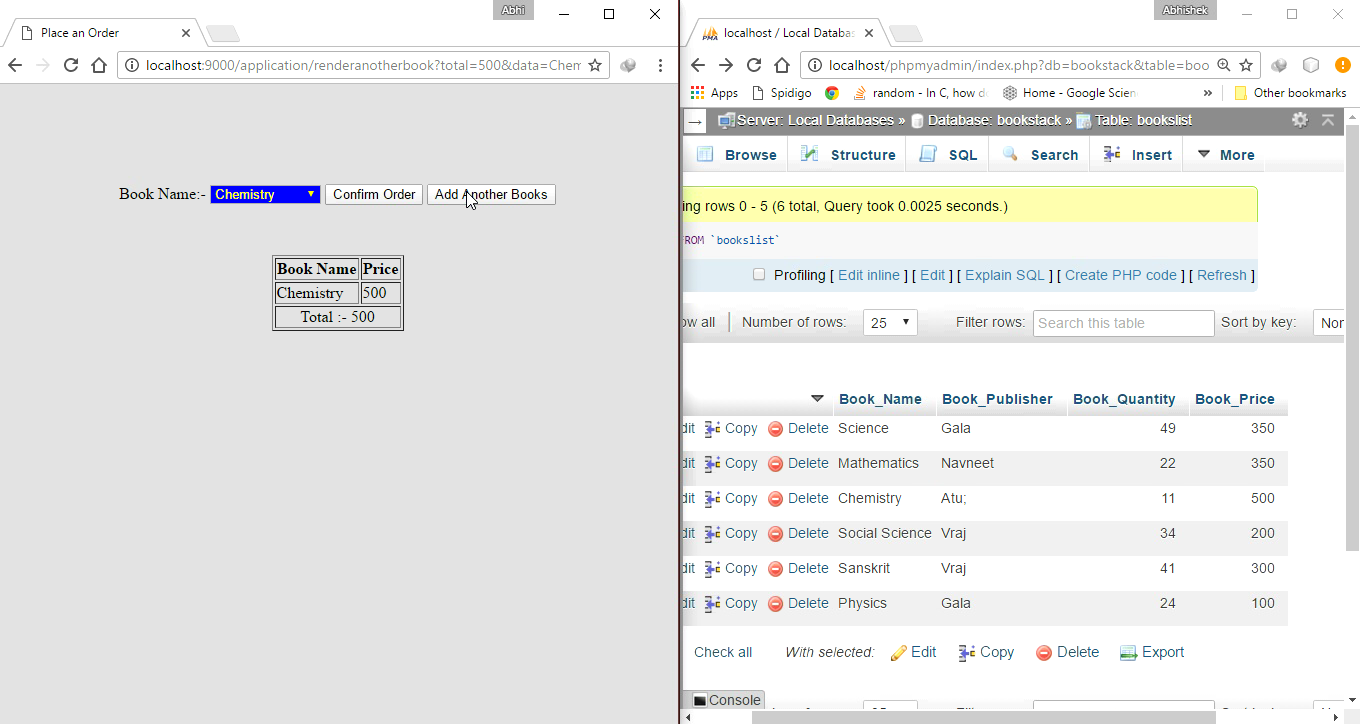 Abhi
Place an Order
localhost:9000/application/renderanotherbook?total=500&data=Chem
Book Name:- Chemistry Confirm Order Add Another Books
Book Name Price
Chemistry 500
Total :- 500
Abhishek
localhost / Local Databas
localhost/phpmyadmin/index.php?db=bookstack&table=boo
Apps Spidigo random - In C, how d Home - Google Scien » Other bookmarks
Server: Local Databases » Database: bookstack » Table: bookslist
Browse Structure SQL Search Insert More
ing rows 0 - 5 (6 total, Query took 0.0025 seconds.)
FROM `bookslist`
Profiling [ Edit inline ] [ Edit ] [ Explain SQL ] [ Create PHP code ] [ Refresh ]
ow all Number of rows: 25 Filter rows: Search this table Sort by key: Non
Book_Name Book_Publisher Book_Quantity Book_Price
dit Copy Delete Science Gala 49 350
dit Copy Delete Mathematics Navneet 22 350
dit Copy Delete Chemistry Atu; 11 500
dit Copy Delete Social Science Vraj 34 200
dit Copy Delete Sanskrit Vraj 41 300
dit Copy Delete Physics Gala 24 100
Check all With selected: Edit Copy Delete Export
Console